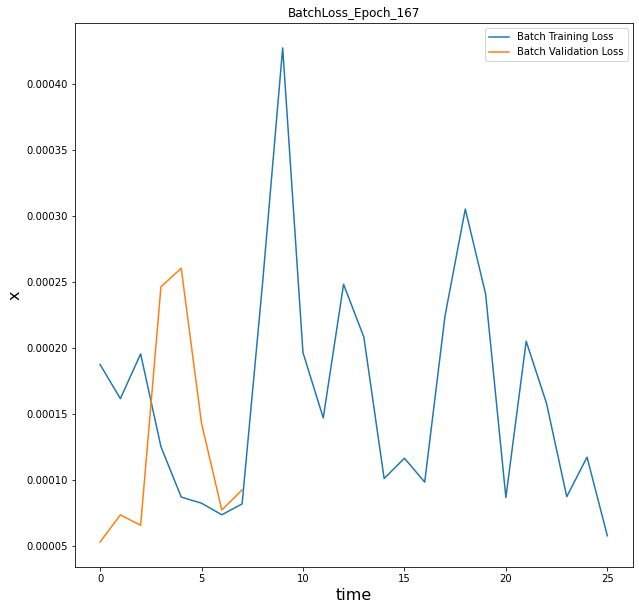 BatchLoss_Epoch_167
Batch Training Loss
Batch Validation Loss
0.00040
0.00035
0.00030
0.00025
0.00020
0.00015
0.00010
0.00005
x
0 5 10 15 20 25
time